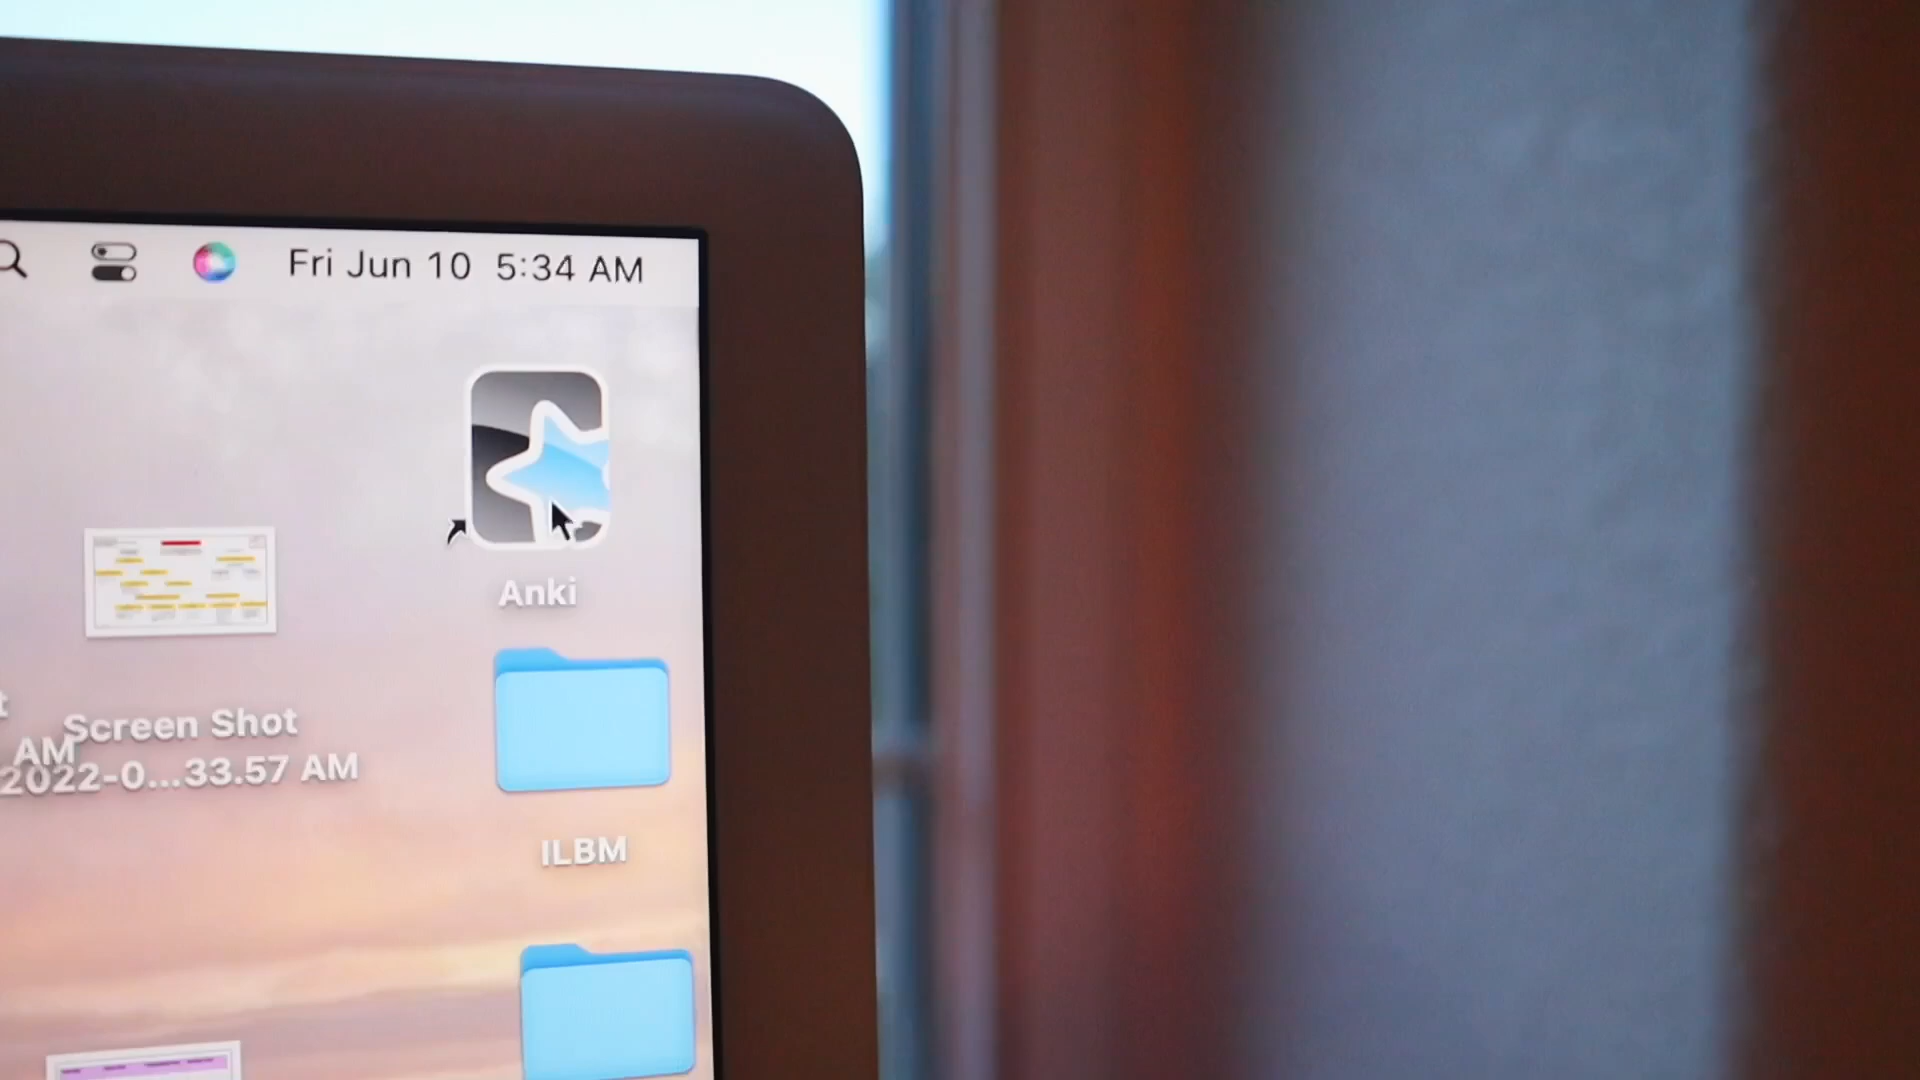 Fri Jun 10 5:34 AM
Anki
Screen Shot
AM
2022-0...33.57 AM
ILBM